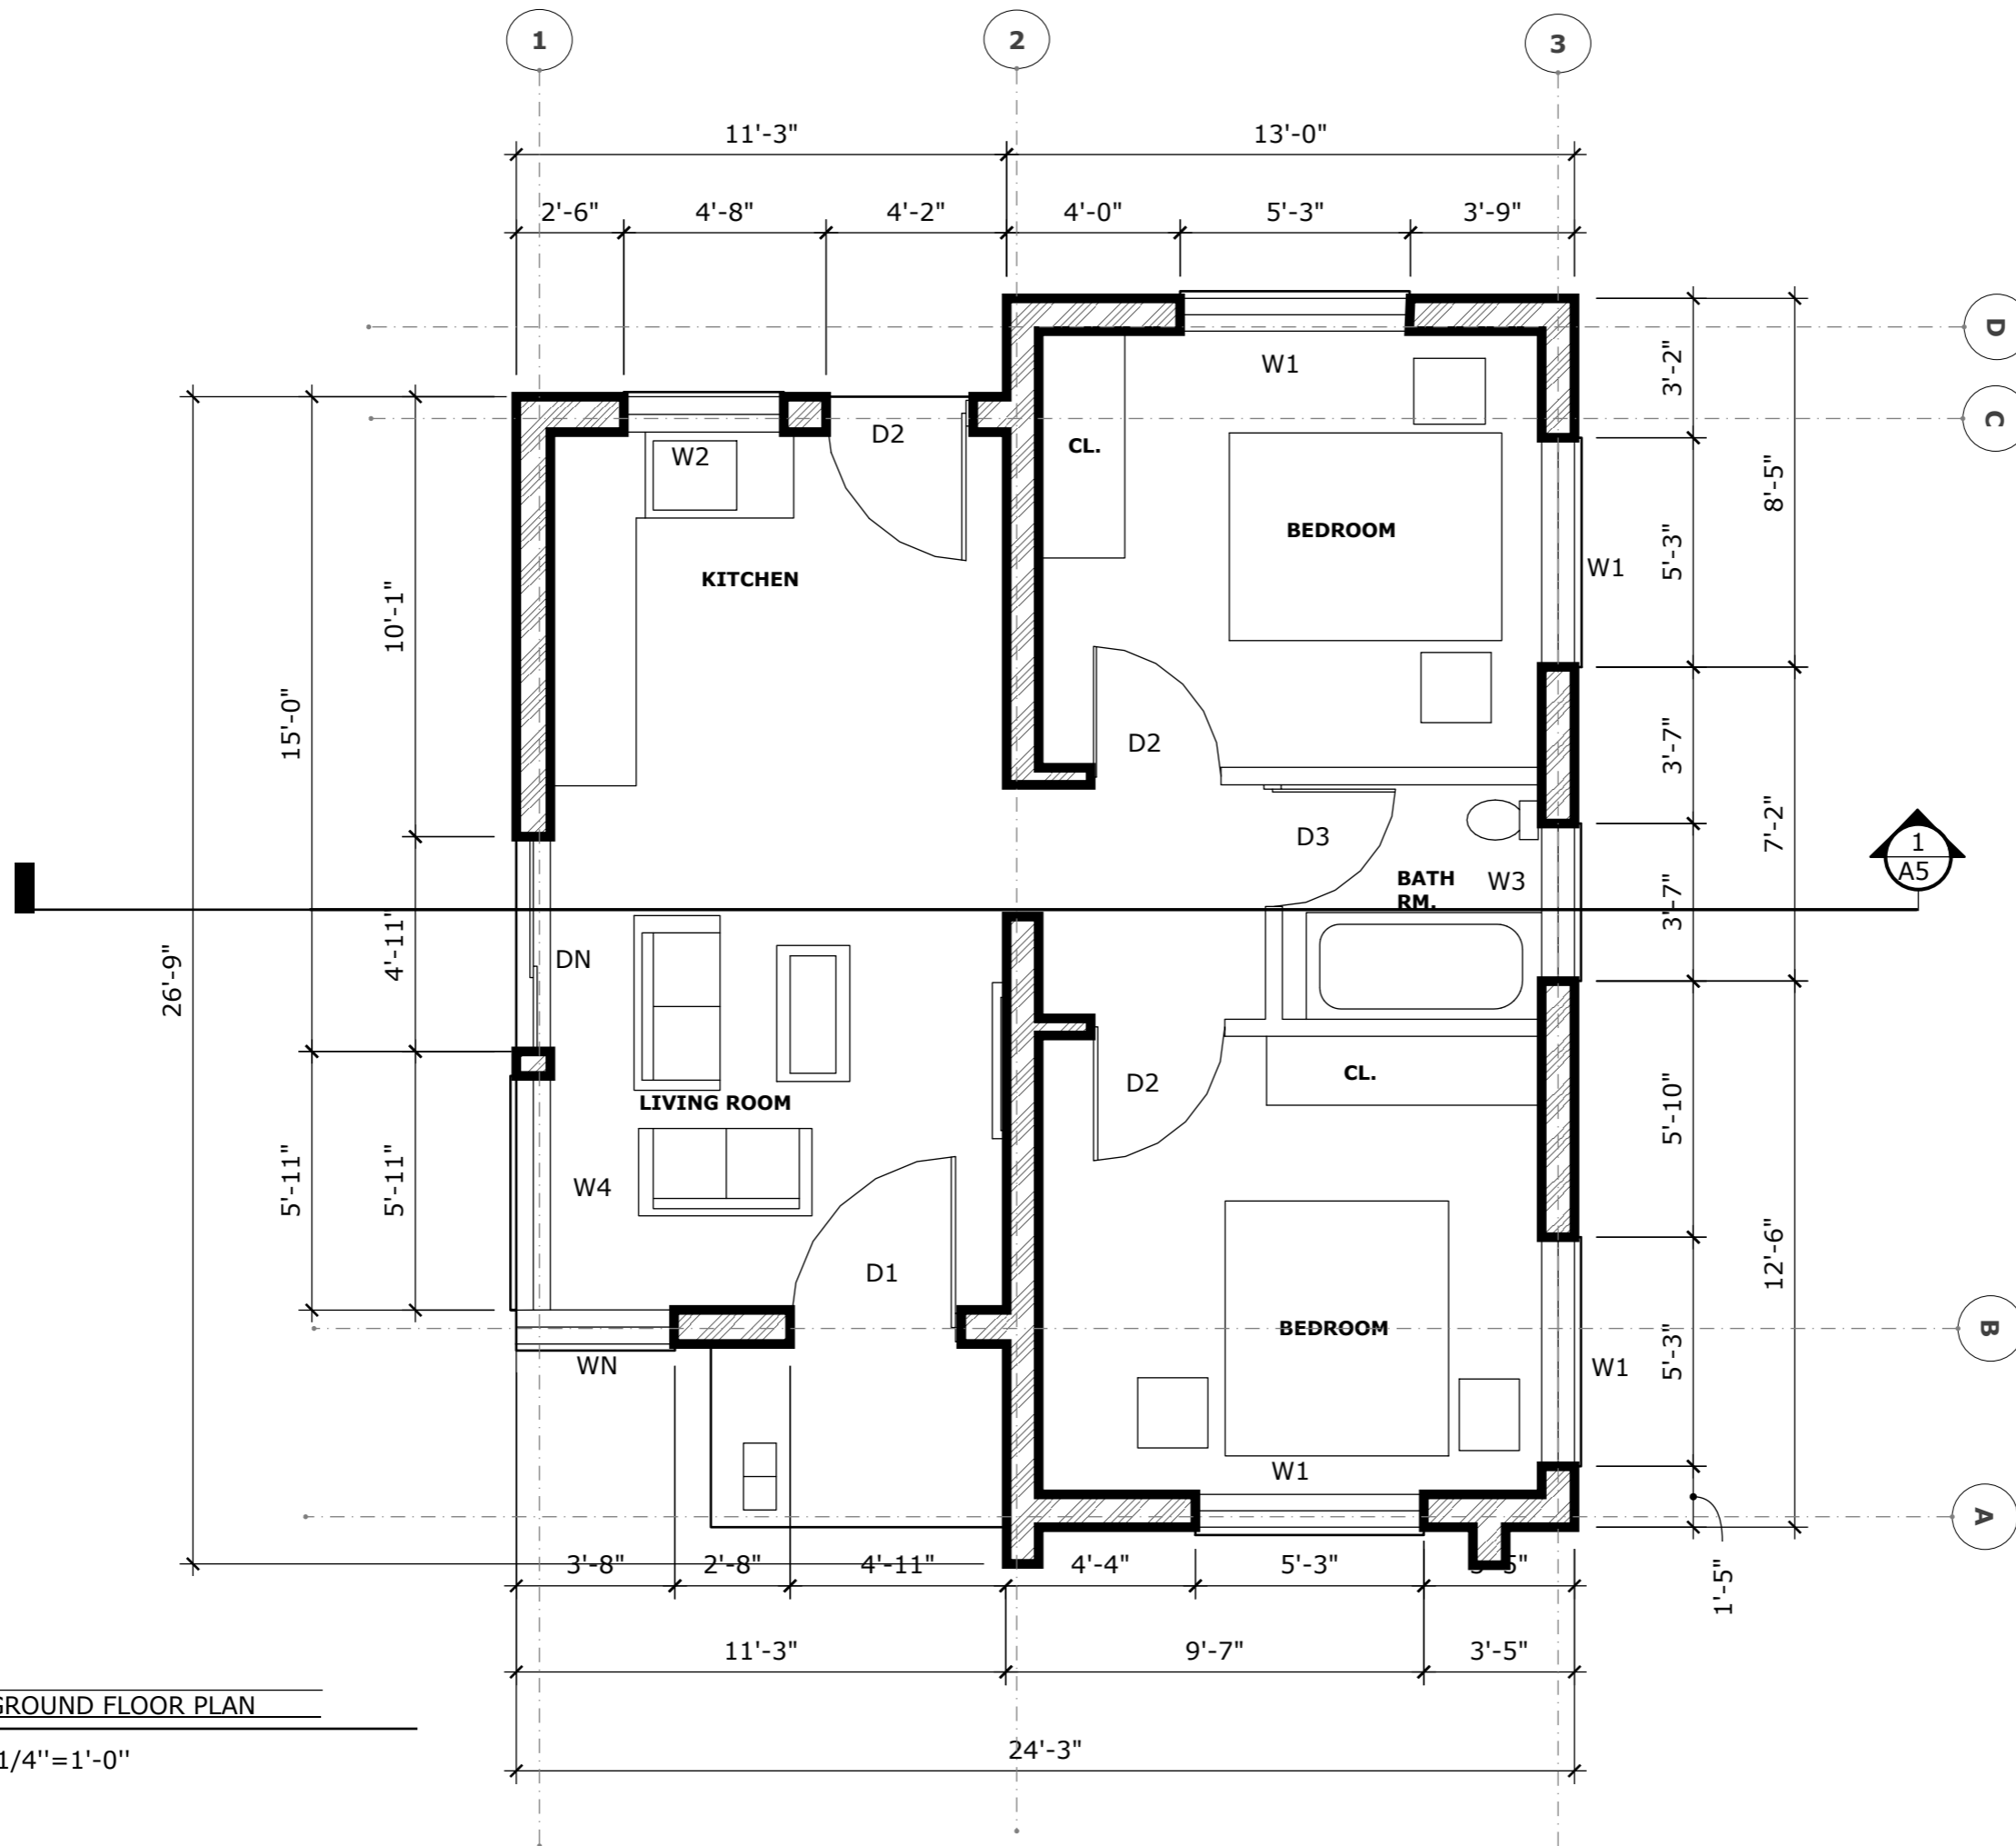 1 2 3
11'-3" 13'-0"
2'-6" 4'-8" 4'-2" 4'-0" 5'-3" 3'-9"
D
C
B
A
W1
D2
W2
CL.
BEDROOM
W1
KITCHEN
D2
D3
BATH
RM.
W3
DN
D2
CL.
LIVING ROOM
W4
D1
BEDROOM
W1
WN
W1
3'-2"
8'-5"
5'-3"
3'-7"
7'-2"
3'-7"
5'-10"
12'-6"
5'-3"
1'-5"
10'-1"
15'-0"
4'-11"
26'-9"
5'-11"
5'-11"
1
A5
3'-8" 2'-8" 4'-11" 4'-4" 5'-3"
11'-3" 9'-7" 3'-5"
24'-3"
GROUND FLOOR PLAN
1/4''=1'-0''